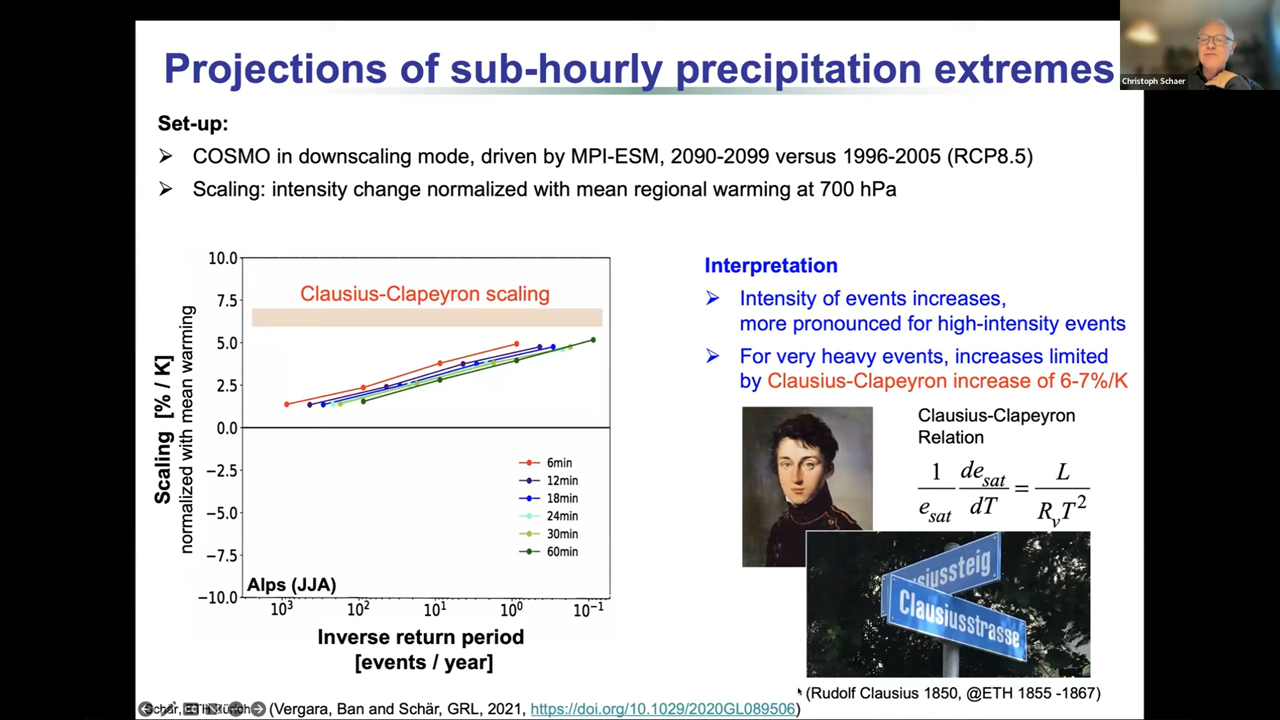 Projections of sub-hourly precipitation extremes
Christoph Schaer
Set-up:
➤ COSMO in downscaling mode, driven by MPI-ESM, 2090-2099 versus 1996-2005 (RCP8.5)
➤ Scaling: intensity change normalized with mean regional warming at 700 hPa
Scaling [% / K]
normalized with mean warming
10.0
7.5
5.0
2.5
0.0
−2.5
−5.0
−7.5
−10.0
Clausius-Clapeyron scaling
6min
12min
18min
24min
30min
60min
Alps (JJA)
10³ 10² 10¹ 10⁰ 10⁻¹
Inverse return period
[events / year]
Interpretation
➤ Intensity of events increases,
more pronounced for high-intensity events
➤ For very heavy events, increases limited
by Clausius-Clapeyron increase of 6-7%/K
Clausius-Clapeyron
Relation
1/e_sat de_sat/dT = L/(R_v T²)
siussteig
Clausiusstrasse
(Rudolf Clausius 1850, @ETH 1855 -1867)
(Vergara, Ban and Schär, GRL, 2021, https://doi.org/10.1029/2020GL089506)